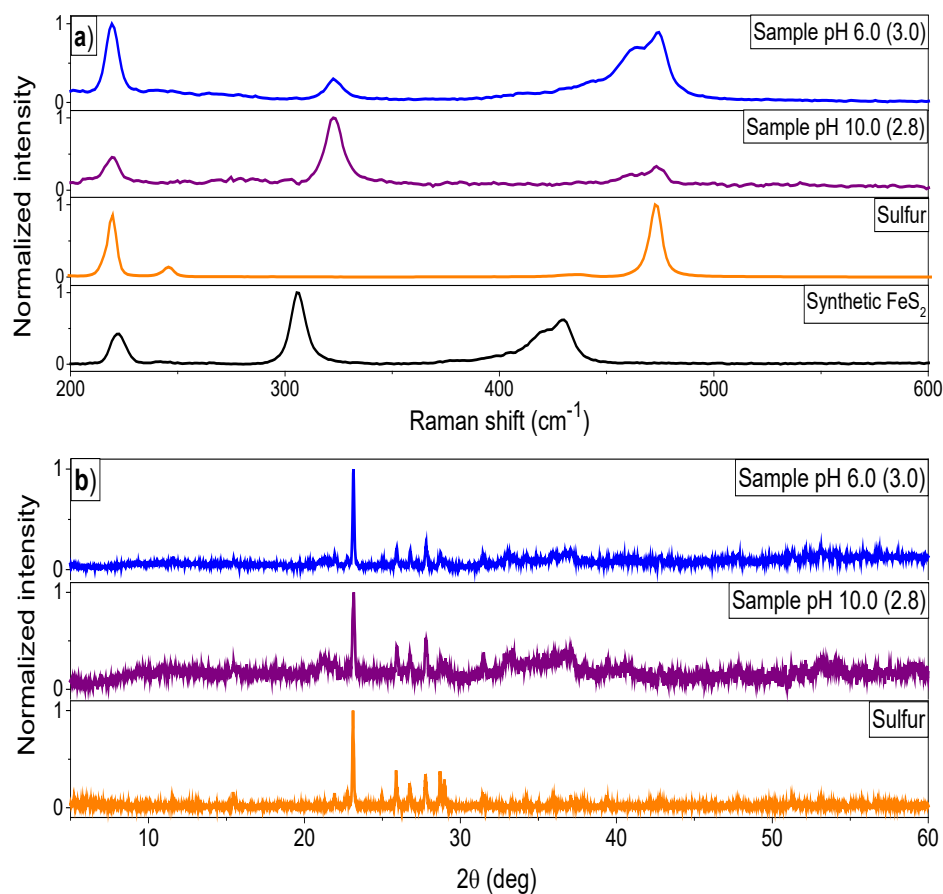 a)
Sample pH 6.0 (3.0)
Sample pH 10.0 (2.8)
Sulfur
Synthetic FeS₂
Normalized intensity
1
0
1
0
1
0
1
0
200 300 400 500 600
Raman shift (cm⁻¹)
b)
Sample pH 6.0 (3.0)
Sample pH 10.0 (2.8)
Sulfur
Normalized intensity
1
0
1
0
1
0
10 20 30 40 50 60
2θ (deg)